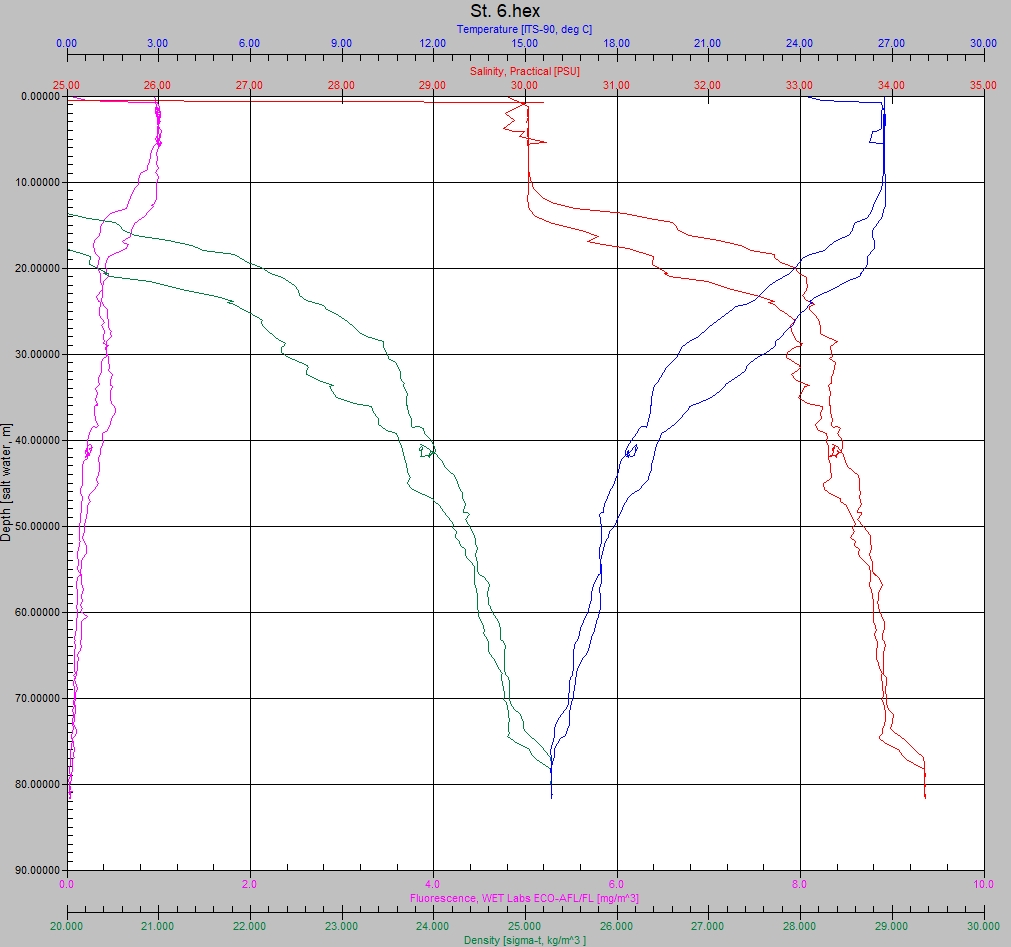 St. 6.hex
Temperature [ITS-90, deg C]
0.00 3.00 6.00 9.00 12.00 15.00 18.00 21.00 24.00 27.00 30.00
Salinity, Practical [PSU]
25.00 26.00 27.00 28.00 29.00 30.00 31.00 32.00 33.00 34.00 35.00
0.00000
10.00000
20.00000
30.00000
40.00000
50.00000
60.00000
70.00000
80.00000
90.00000
Depth [salt water, m]
0.0 2.0 4.0 6.0 8.0 10.0
Fluorescence, WET Labs ECO-AFL/FL [mg/m^3]
20.000 21.000 22.000 23.000 24.000 25.000 26.000 27.000 28.000 29.000 30.000
Density [sigma-t, kg/m^3 ]